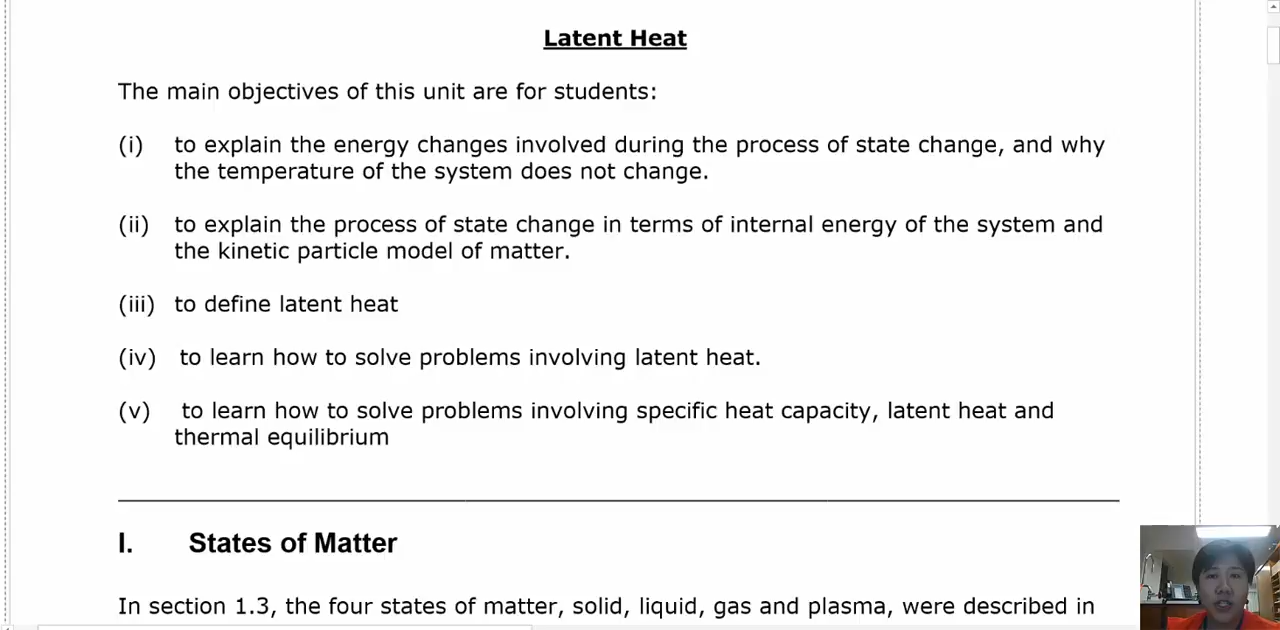 Latent Heat
The main objectives of this unit are for students:
(i) to explain the energy changes involved during the process of state change, and why
the temperature of the system does not change.
(ii) to explain the process of state change in terms of internal energy of the system and
the kinetic particle model of matter.
(iii) to define latent heat
(iv) to learn how to solve problems involving latent heat.
(v) to learn how to solve problems involving specific heat capacity, latent heat and
thermal equilibrium
I. States of Matter
In section 1.3, the four states of matter, solid, liquid, gas and plasma, were described in